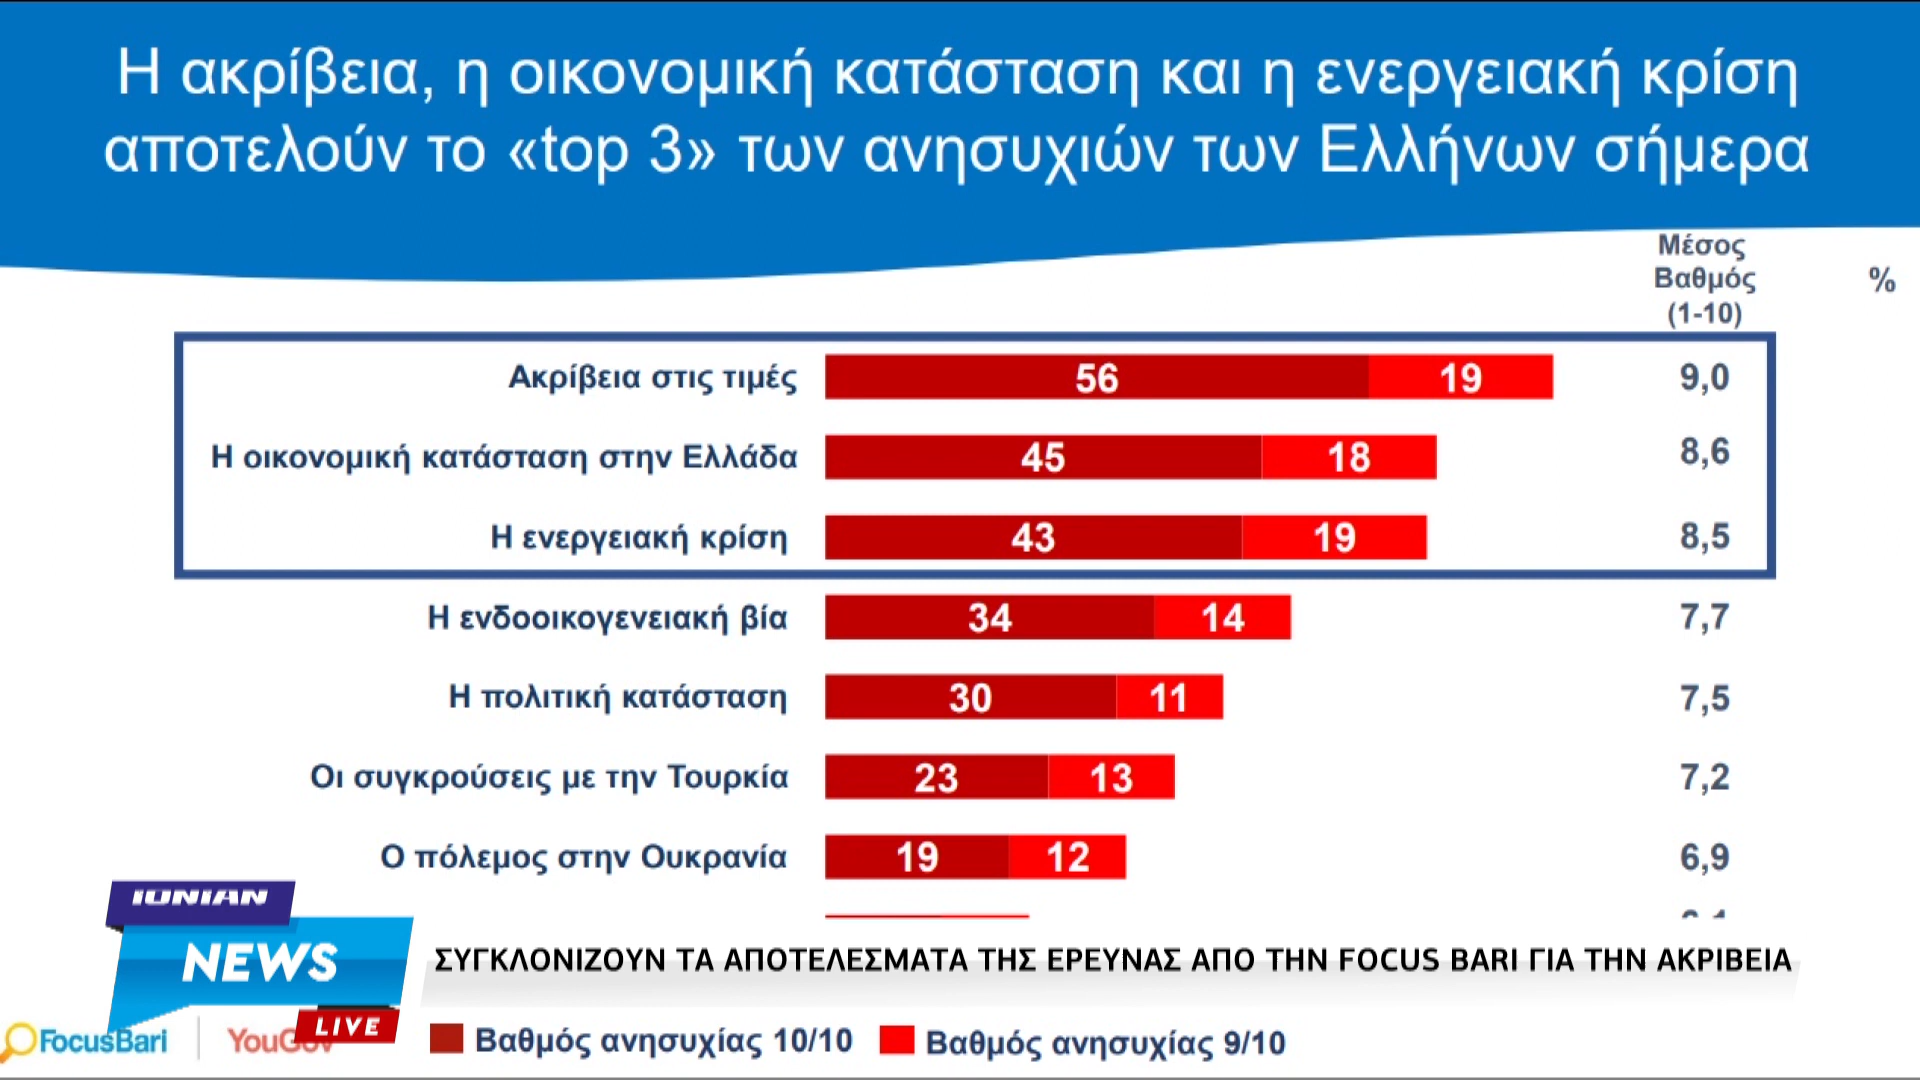 Η ακρίβεια, η οικονομική κατάσταση και η ενεργειακή κρίση
αποτελούν το «top 3» των ανησυχιών των Ελλήνων σήμερα
Μέσος
Βαθμός
(1-10)
%
Ακρίβεια στις τιμές 56 19 9,0
Η οικονομική κατάσταση στην Ελλάδα 45 18 8,6
Η ενεργειακή κρίση 43 19 8,5
Η ενδοοικογενειακή βία 34 14 7,7
Η πολιτική κατάσταση 30 11 7,5
Οι συγκρούσεις με την Τουρκία 23 13 7,2
Ο πόλεμος στην Ουκρανία 19 12 6,9
IONIAN
NEWS
LIVE
ΣΥΓΚΛΟΝΙΖΟΥΝ ΤΑ ΑΠΟΤΕΛΕΣΜΑΤΑ ΤΗΣ ΕΡΕΥΝΑΣ ΑΠΟ ΤΗΝ FOCUS BARI ΓΙΑ ΤΗΝ ΑΚΡΙΒΕΙΑ
FocusBari YouGov
Βαθμός ανησυχίας 10/10 Βαθμός ανησυχίας 9/10